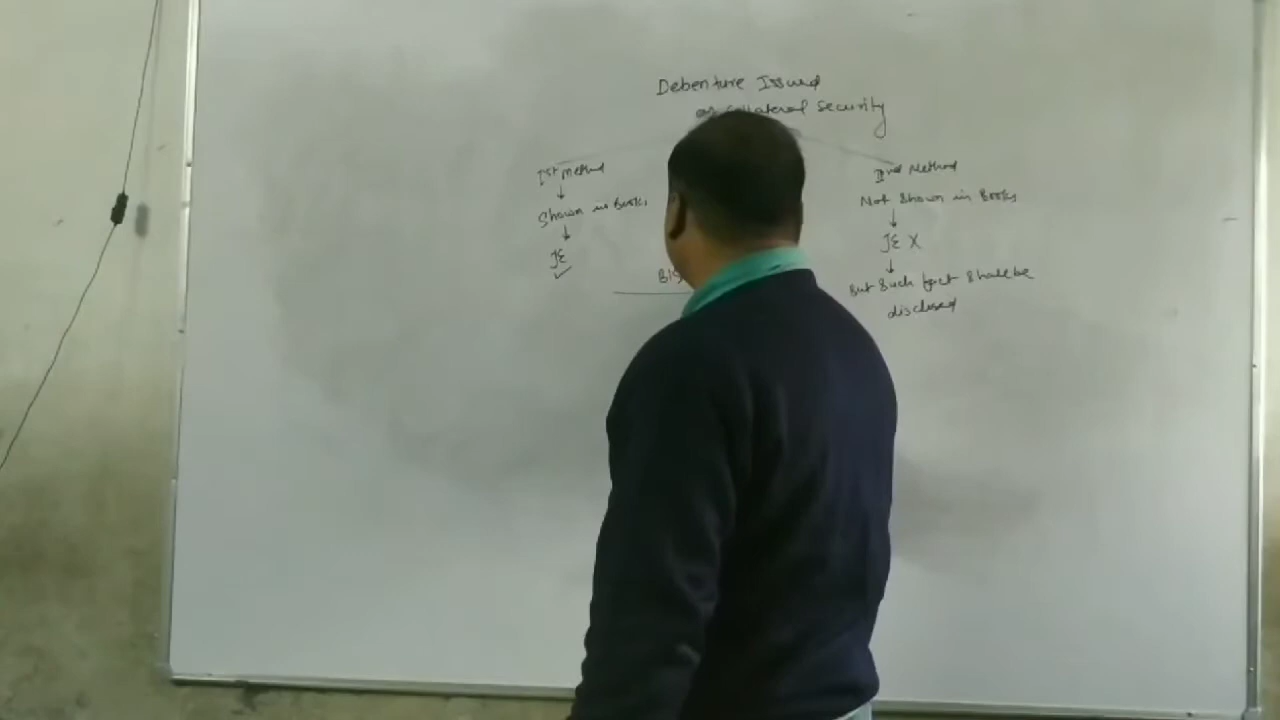 Debenture Issued
as collateral security
Ist Method
Shown in Books
JE
✓
IInd Method
Not Shown in Books
JE X
But Such fact Shall be
disclosed
B/S